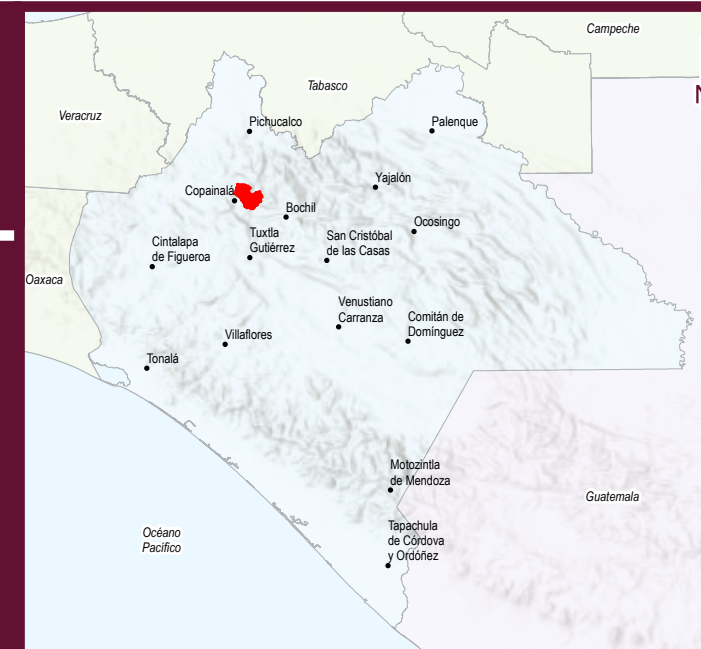 Campeche
Tabasco
N
Veracruz
Pichucalco
Palenque
Yajalón
Copainalá
Bochil
Ocosingo
Tuxtla
Gutiérrez
San Cristóbal
de las Casas
Cintalapa
de Figueroa
Oaxaca
Venustiano
Carranza
Comitán de
Domínguez
Villaflores
Tonalá
Motozintla
de Mendoza
Guatemala
Océano
Pacifico
Tapachula
de Córdova
y Ordóñez